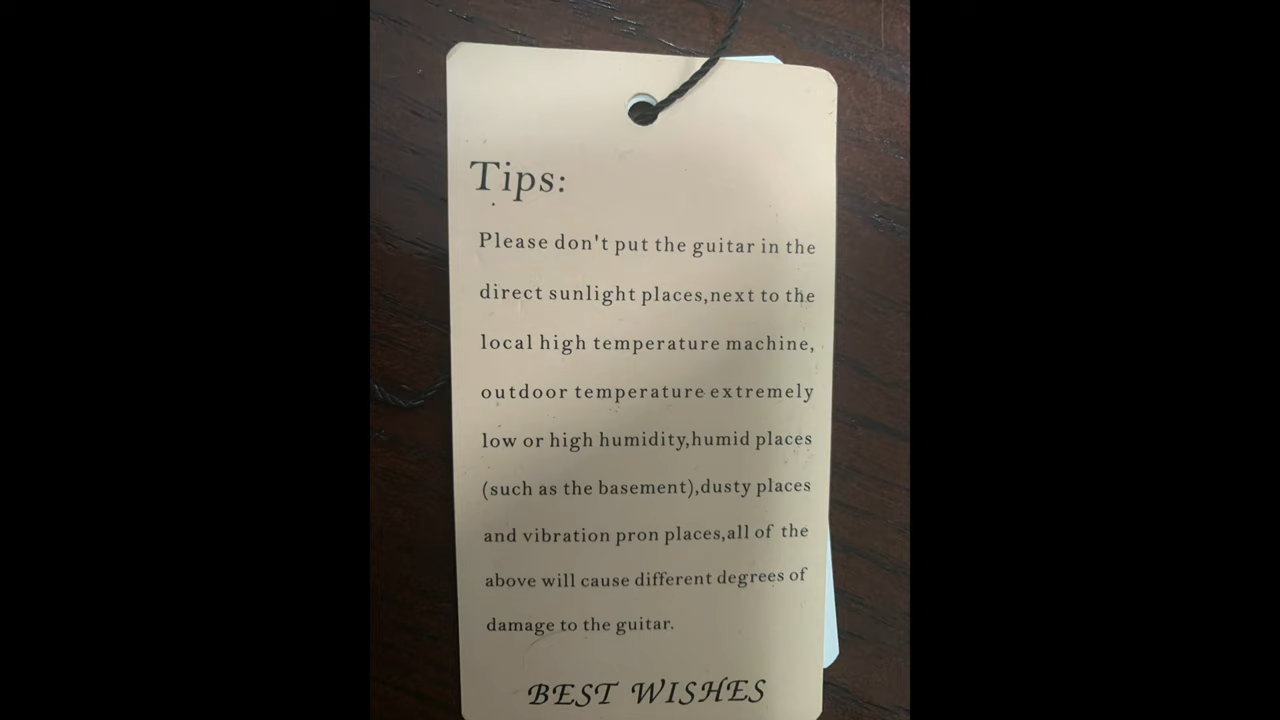 Tips:
Please don't put the guitar in the
direct sunlight places,next to the
local high temperature machine,
outdoor temperature extremely
low or high humidity,humid places
(such as the basement),dusty places
and vibration pron places,all of the
above will cause different degrees of
damage to the guitar.
BEST WISHES